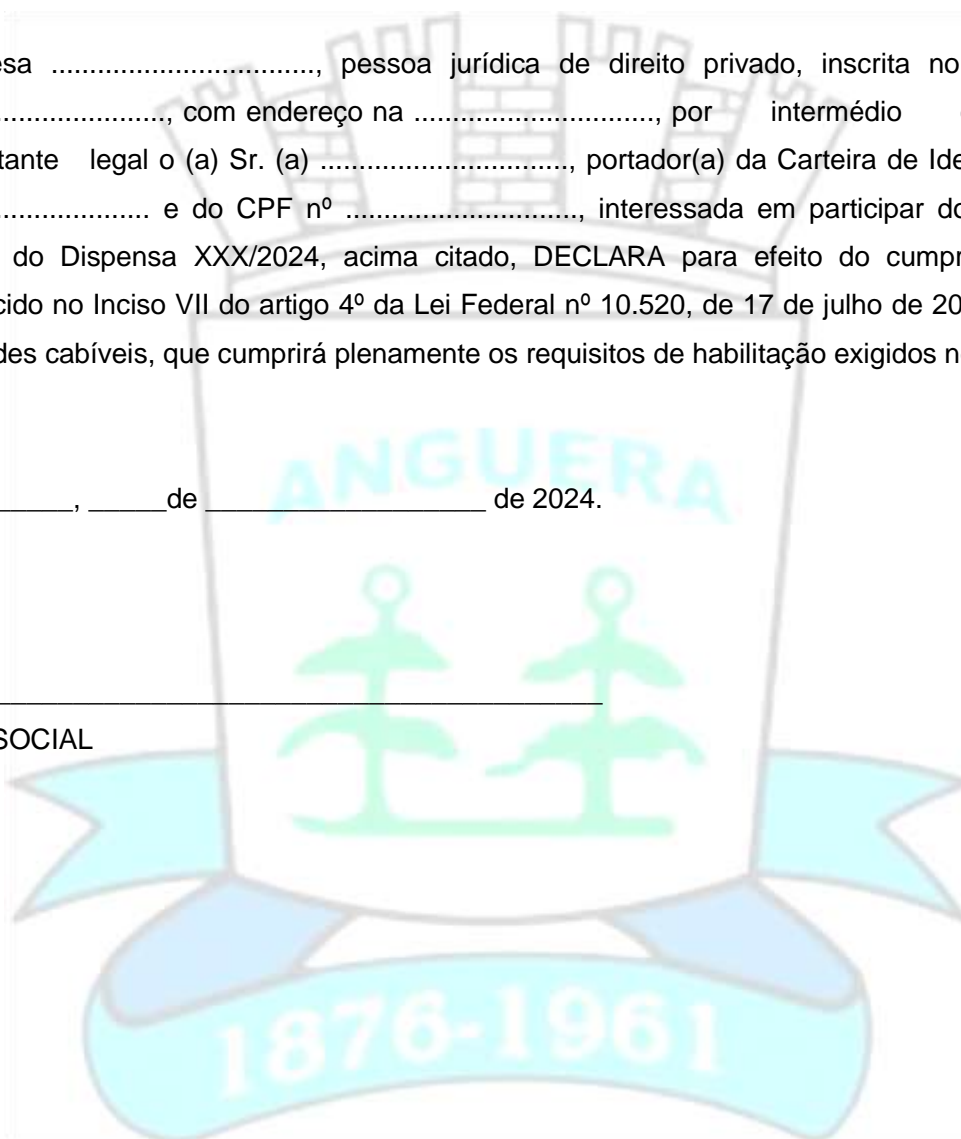 esa ................................., pessoa jurídica de direito privado, inscrita no
....................., com endereço na ..............................., por intermédio
tante legal o (a) Sr. (a) ................................, portador(a) da Carteira de Ide
................... e do CPF nº .............................., interessada em participar do
do Dispensa XXX/2024, acima citado, DECLARA para efeito do cumpr
cido no Inciso VII do artigo 4º da Lei Federal nº 10.520, de 17 de julho de 20
des cabíveis, que cumprirá plenamente os requisitos de habilitação exigidos n
ANGUERA
_____, _____de __________________ de 2024.
_______________________________________
SOCIAL
1876-1961